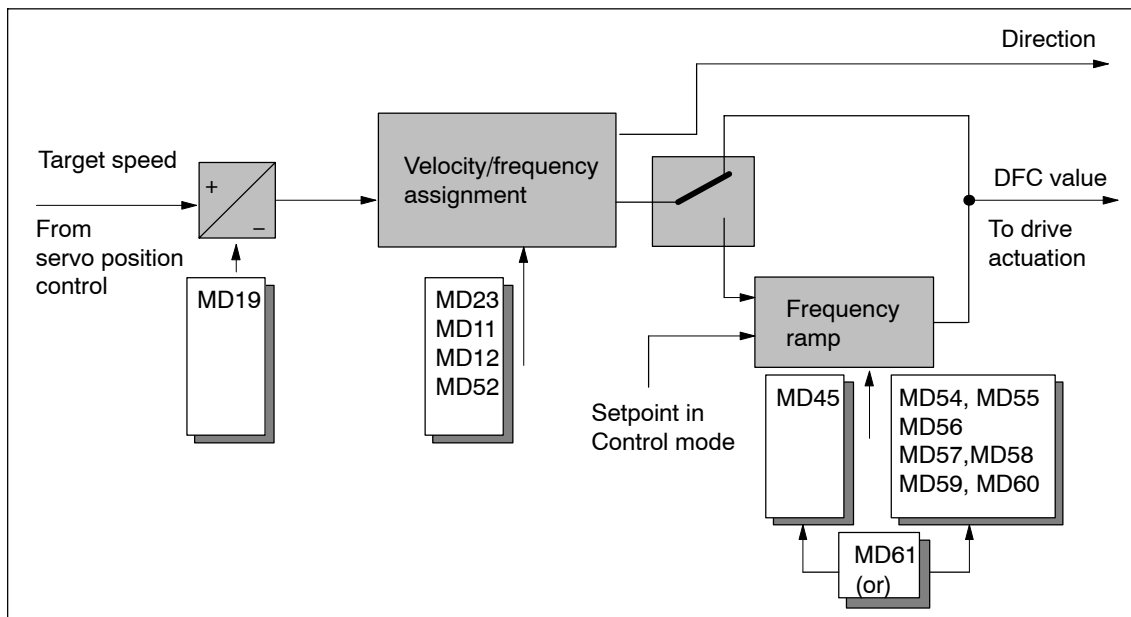 Direction
Target speed
+
−
From
servo position
control
MD19
Velocity/frequency
assignment
MD23
MD11
MD12
MD52
DFC value
To drive
actuation
Frequency
ramp
Setpoint in
Control mode
MD45
MD54, MD55
MD56
MD57,MD58
MD59, MD60
MD61
(or)